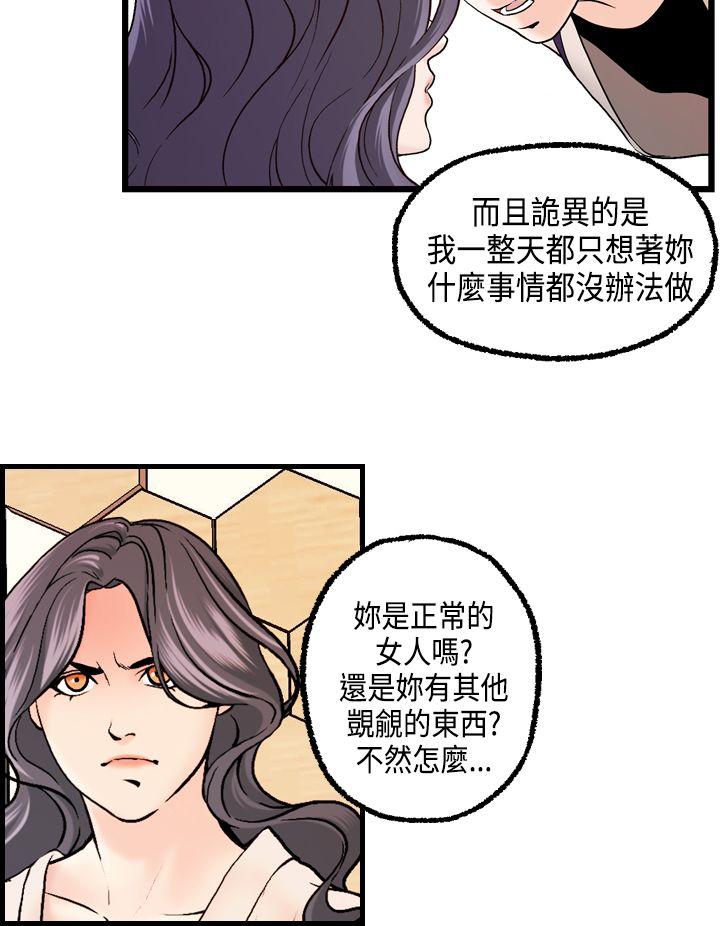 而且詭異的是
我一整天都只想著妳
什麼事情都沒辦法做
妳是正常的
女人嗎?
還是妳有其他
覬覦的東西?
不然怎麼...